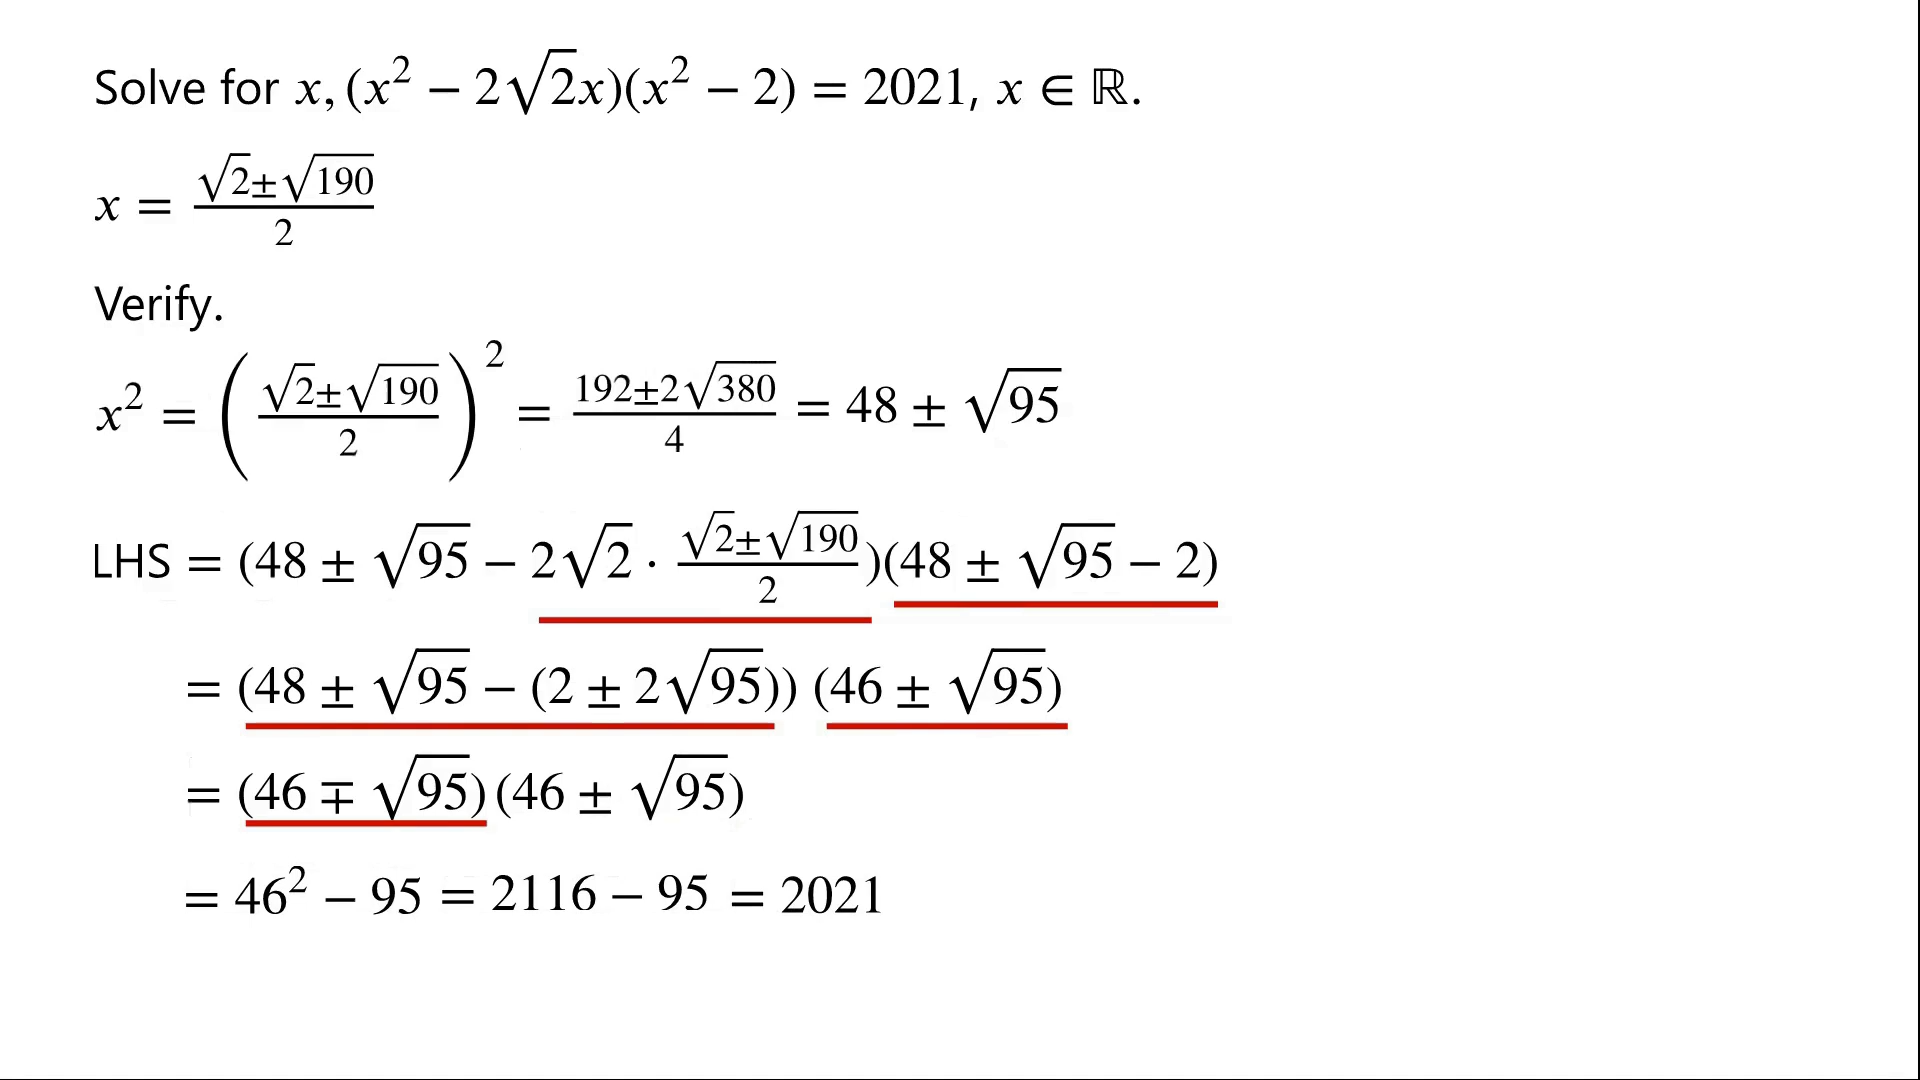 Solve for x, (x² − 2√2x)(x² − 2) = 2021, x ∈ ℝ.
x = (√2±√190)/2
Verify.
x² = ((√2±√190)/2)² = (192±2√380)/4 = 48 ± √95
LHS = (48 ± √95 − 2√2 · (√2±√190)/2)(48 ± √95 − 2)
= (48 ± √95 − (2 ± 2√95)) (46 ± √95)
= (46 ∓ √95)(46 ± √95)
= 46² − 95 = 2116 − 95 = 2021